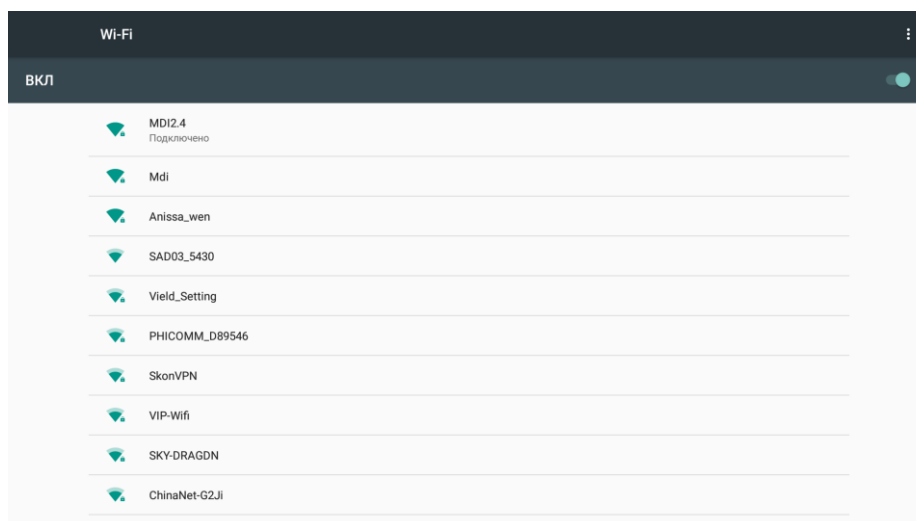 Wi-Fi
ВКЛ
MDI2.4
Подключено
Mdi
Anissa_wen
SAD03_5430
Vield_Setting
PHICOMM_D89546
SkonVPN
VIP-Wifi
SKY-DRAGDN
ChinaNet-G2Ji